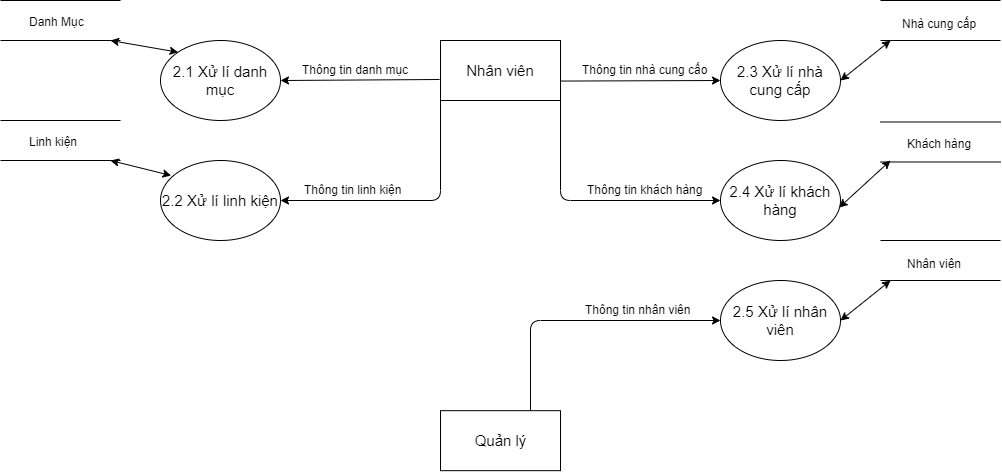 Danh Mục
Nhà cung cấp
2.1 Xử lí danh
mục
Thông tin danh mục
Nhân viên
Thông tin nhà cung cấo
2.3 Xử lí nhà
cung cấp
Linh kiện
Khách hàng
2.2 Xử lí linh kiện
Thông tin linh kiện
Thông tin khách hàng
2.4 Xử lí khách
hàng
Nhân viên
Thông tin nhân viên
2.5 Xử lí nhân
viên
Quản lý